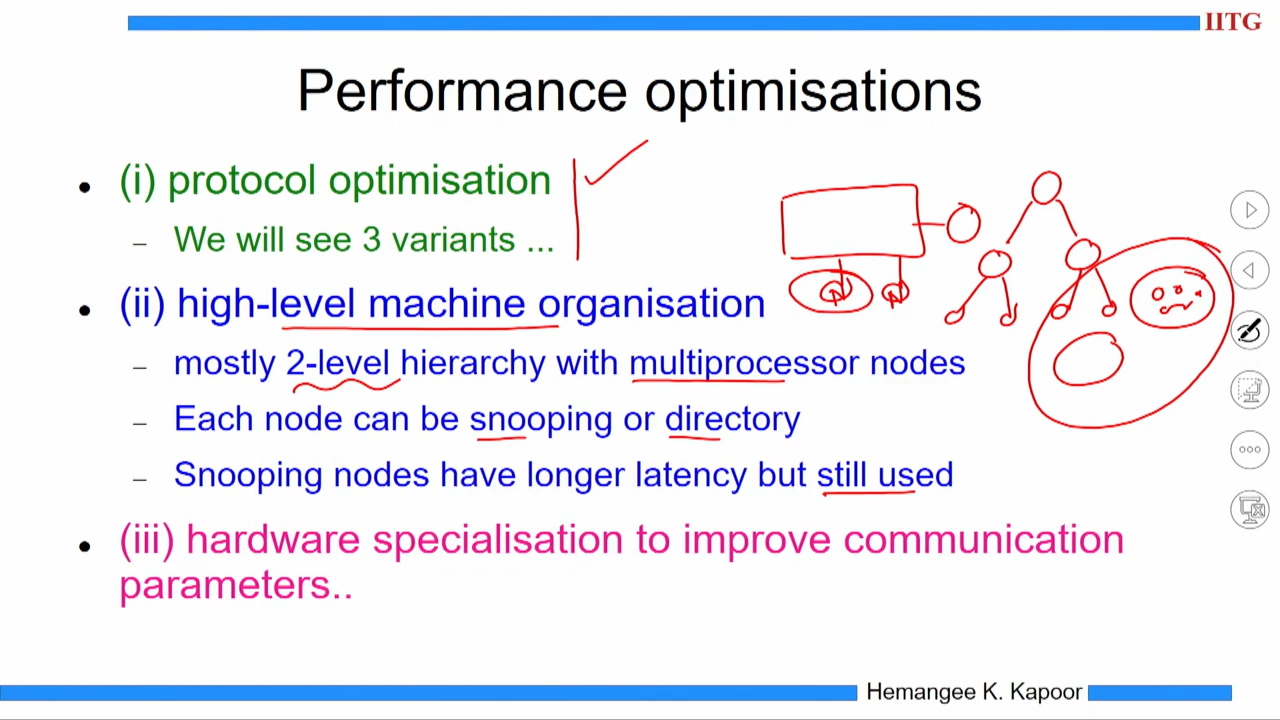 IITG
Performance optimisations
(i) protocol optimisation
We will see 3 variants ...
(ii) high-level machine organisation
mostly 2-level hierarchy with multiprocessor nodes
Each node can be snooping or directory
Snooping nodes have longer latency but still used
(iii) hardware specialisation to improve communication
parameters..
Hemangee K. Kapoor